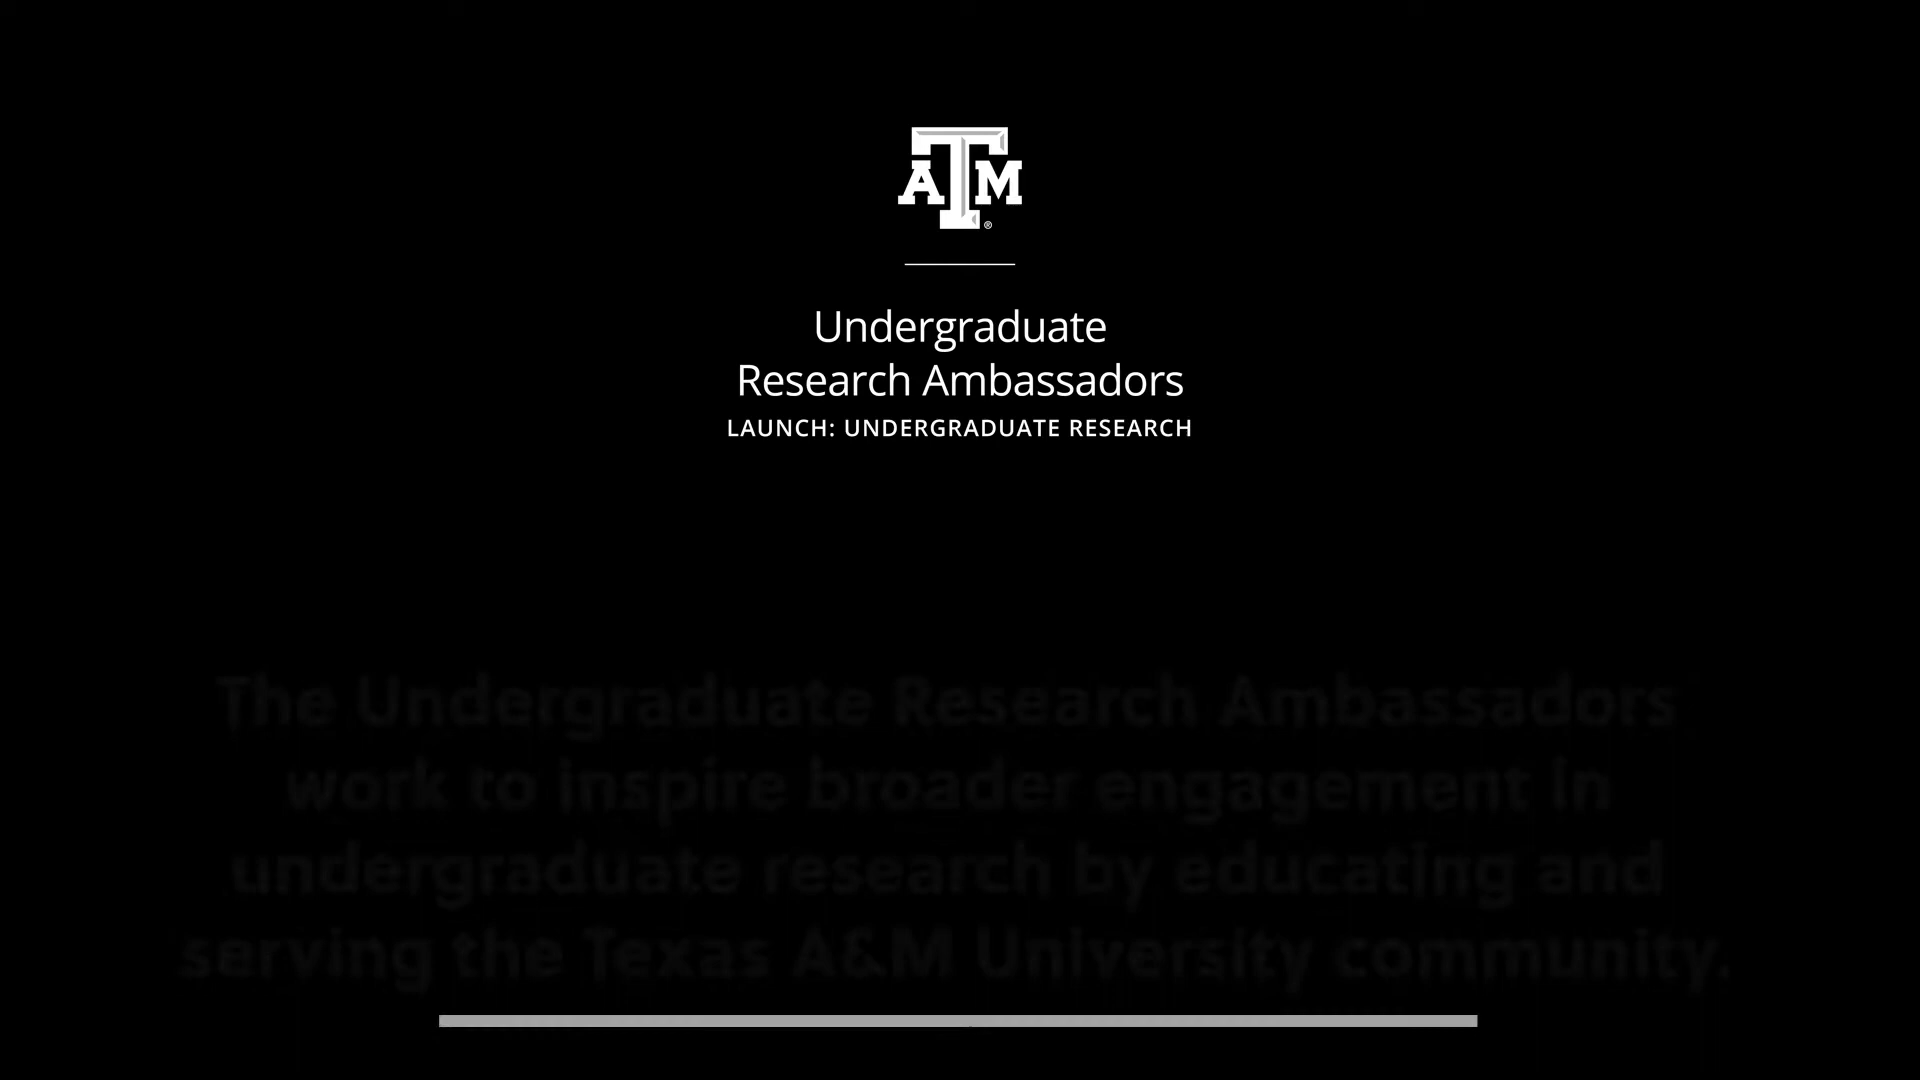 ATM®
Undergraduate
Research Ambassadors
LAUNCH: UNDERGRADUATE RESEARCH
The Undergraduate Research Ambassadors
work to inspire broader engagement in
undergraduate research by educating and
serving the Texas A&M University community.